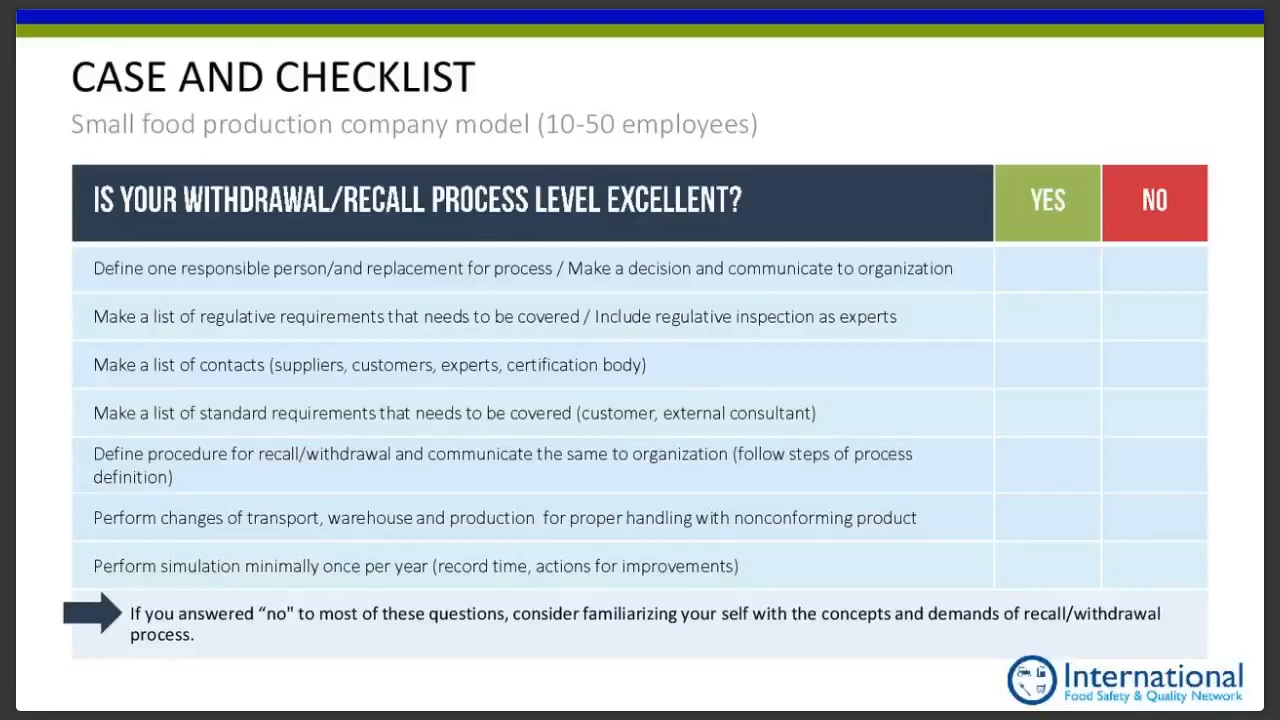 CASE AND CHECKLIST
Small food production company model (10-50 employees)
IS YOUR WITHDRAWAL/RECALL PROCESS LEVEL EXCELLENT? YES NO
Define one responsible person/and replacement for process / Make a decision and communicate to organization
Make a list of regulative requirements that needs to be covered / Include regulative inspection as experts
Make a list of contacts (suppliers, customers, experts, certification body)
Make a list of standard requirements that needs to be covered (customer, external consultant)
Define procedure for recall/withdrawal and communicate the same to organization (follow steps of process
definition)
Perform changes of transport, warehouse and production for proper handling with nonconforming product
Perform simulation minimally once per year (record time, actions for improvements)
If you answered “no" to most of these questions, consider familiarizing your self with the concepts and demands of recall/withdrawal
process.
International
Food Safety & Quality Network